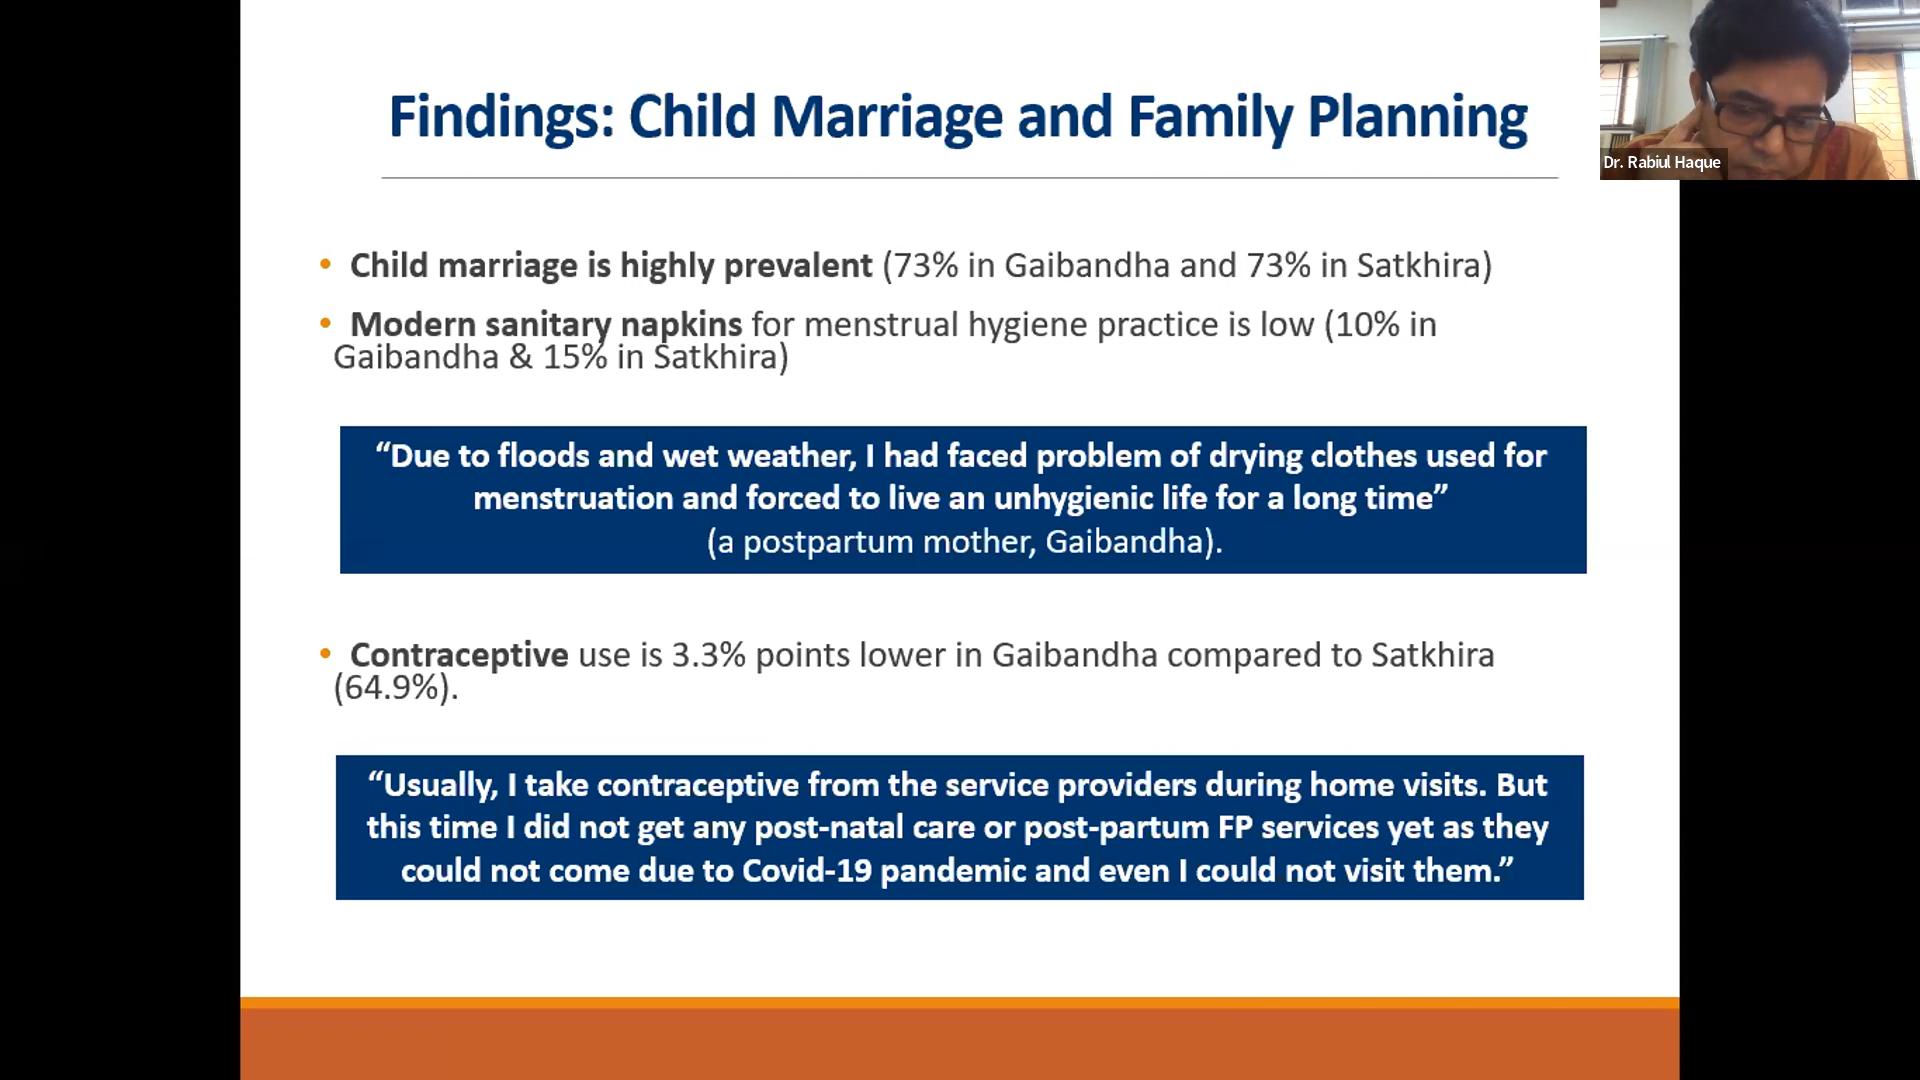 Findings: Child Marriage and Family Planning
Dr. Rabiul Haque
• Child marriage is highly prevalent (73% in Gaibandha and 73% in Satkhira)
• Modern sanitary napkins for menstrual hygiene practice is low (10% in
Gaibandha & 15% in Satkhira)
“Due to floods and wet weather, I had faced problem of drying clothes used for
menstruation and forced to live an unhygienic life for a long time”
(a postpartum mother, Gaibandha).
• Contraceptive use is 3.3% points lower in Gaibandha compared to Satkhira
(64.9%).
“Usually, I take contraceptive from the service providers during home visits. But
this time I did not get any post-natal care or post-partum FP services yet as they
could not come due to Covid-19 pandemic and even I could not visit them.”